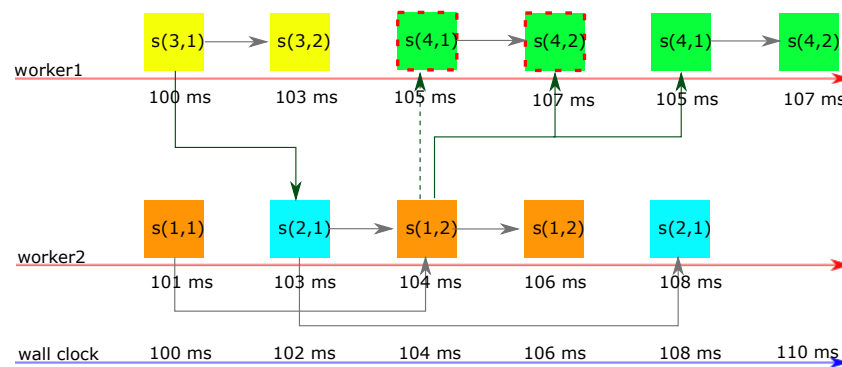 s(3,1) s(3,2) s(4,1) s(4,2) s(4,1) s(4,2)
worker1
100 ms 103 ms 105 ms 107 ms 105 ms 107 ms
s(1,1) s(2,1) s(1,2) s(1,2) s(2,1)
worker2
101 ms 103 ms 104 ms 106 ms 108 ms
wall clock 100 ms 102 ms 104 ms 106 ms 108 ms 110 ms